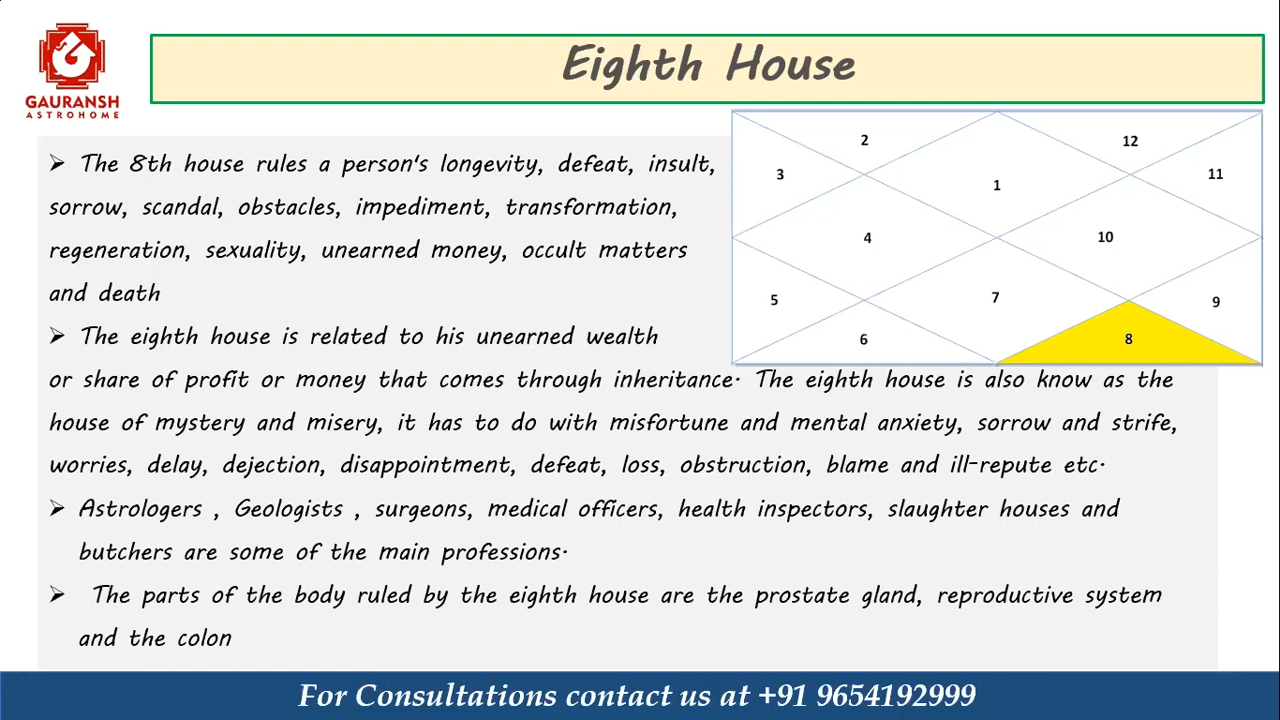 GAURANSH
ASTROHOME
Eighth House
➢ The 8th house rules a person's longevity, defeat, insult,
sorrow, scandal, obstacles, impediment, transformation,
regeneration, sexuality, unearned money, occult matters
and death
➢ The eighth house is related to his unearned wealth
or share of profit or money that comes through inheritance. The eighth house is also know as the
house of mystery and misery, it has to do with misfortune and mental anxiety, sorrow and strife,
worries, delay, dejection, disappointment, defeat, loss, obstruction, blame and ill-repute etc.
➢ Astrologers , Geologists , surgeons, medical officers, health inspectors, slaughter houses and
butchers are some of the main professions.
➢ The parts of the body ruled by the eighth house are the prostate gland, reproductive system
and the colon
2
12
3
11
1
4
10
5
7
9
6
8
For Consultations contact us at +91 9654192999